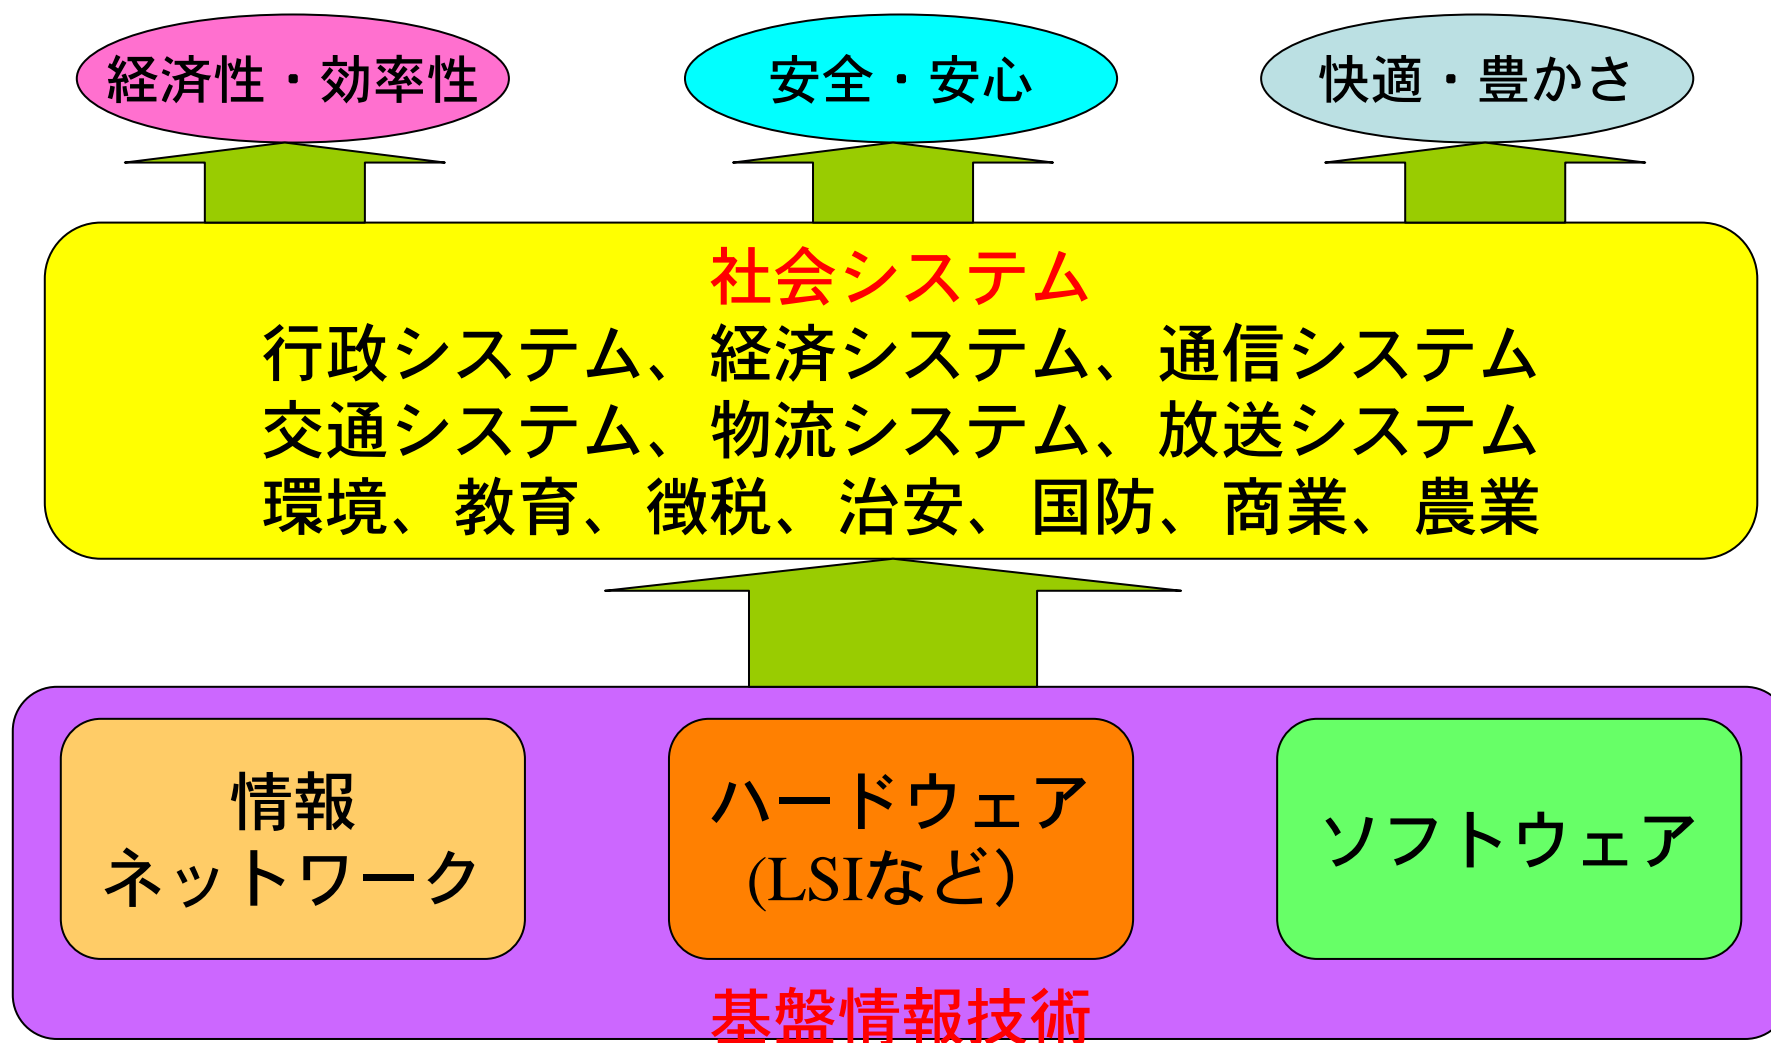 経済性・効率性
安全・安心
快適・豊かさ
社会システム
行政システム、経済システム、通信システム
交通システム、物流システム、放送システム
環境、教育、徴税、治安、国防、商業、農業
情報
ネットワーク
ハードウェア
(LSIなど）
ソフトウェア
基盤情報技術